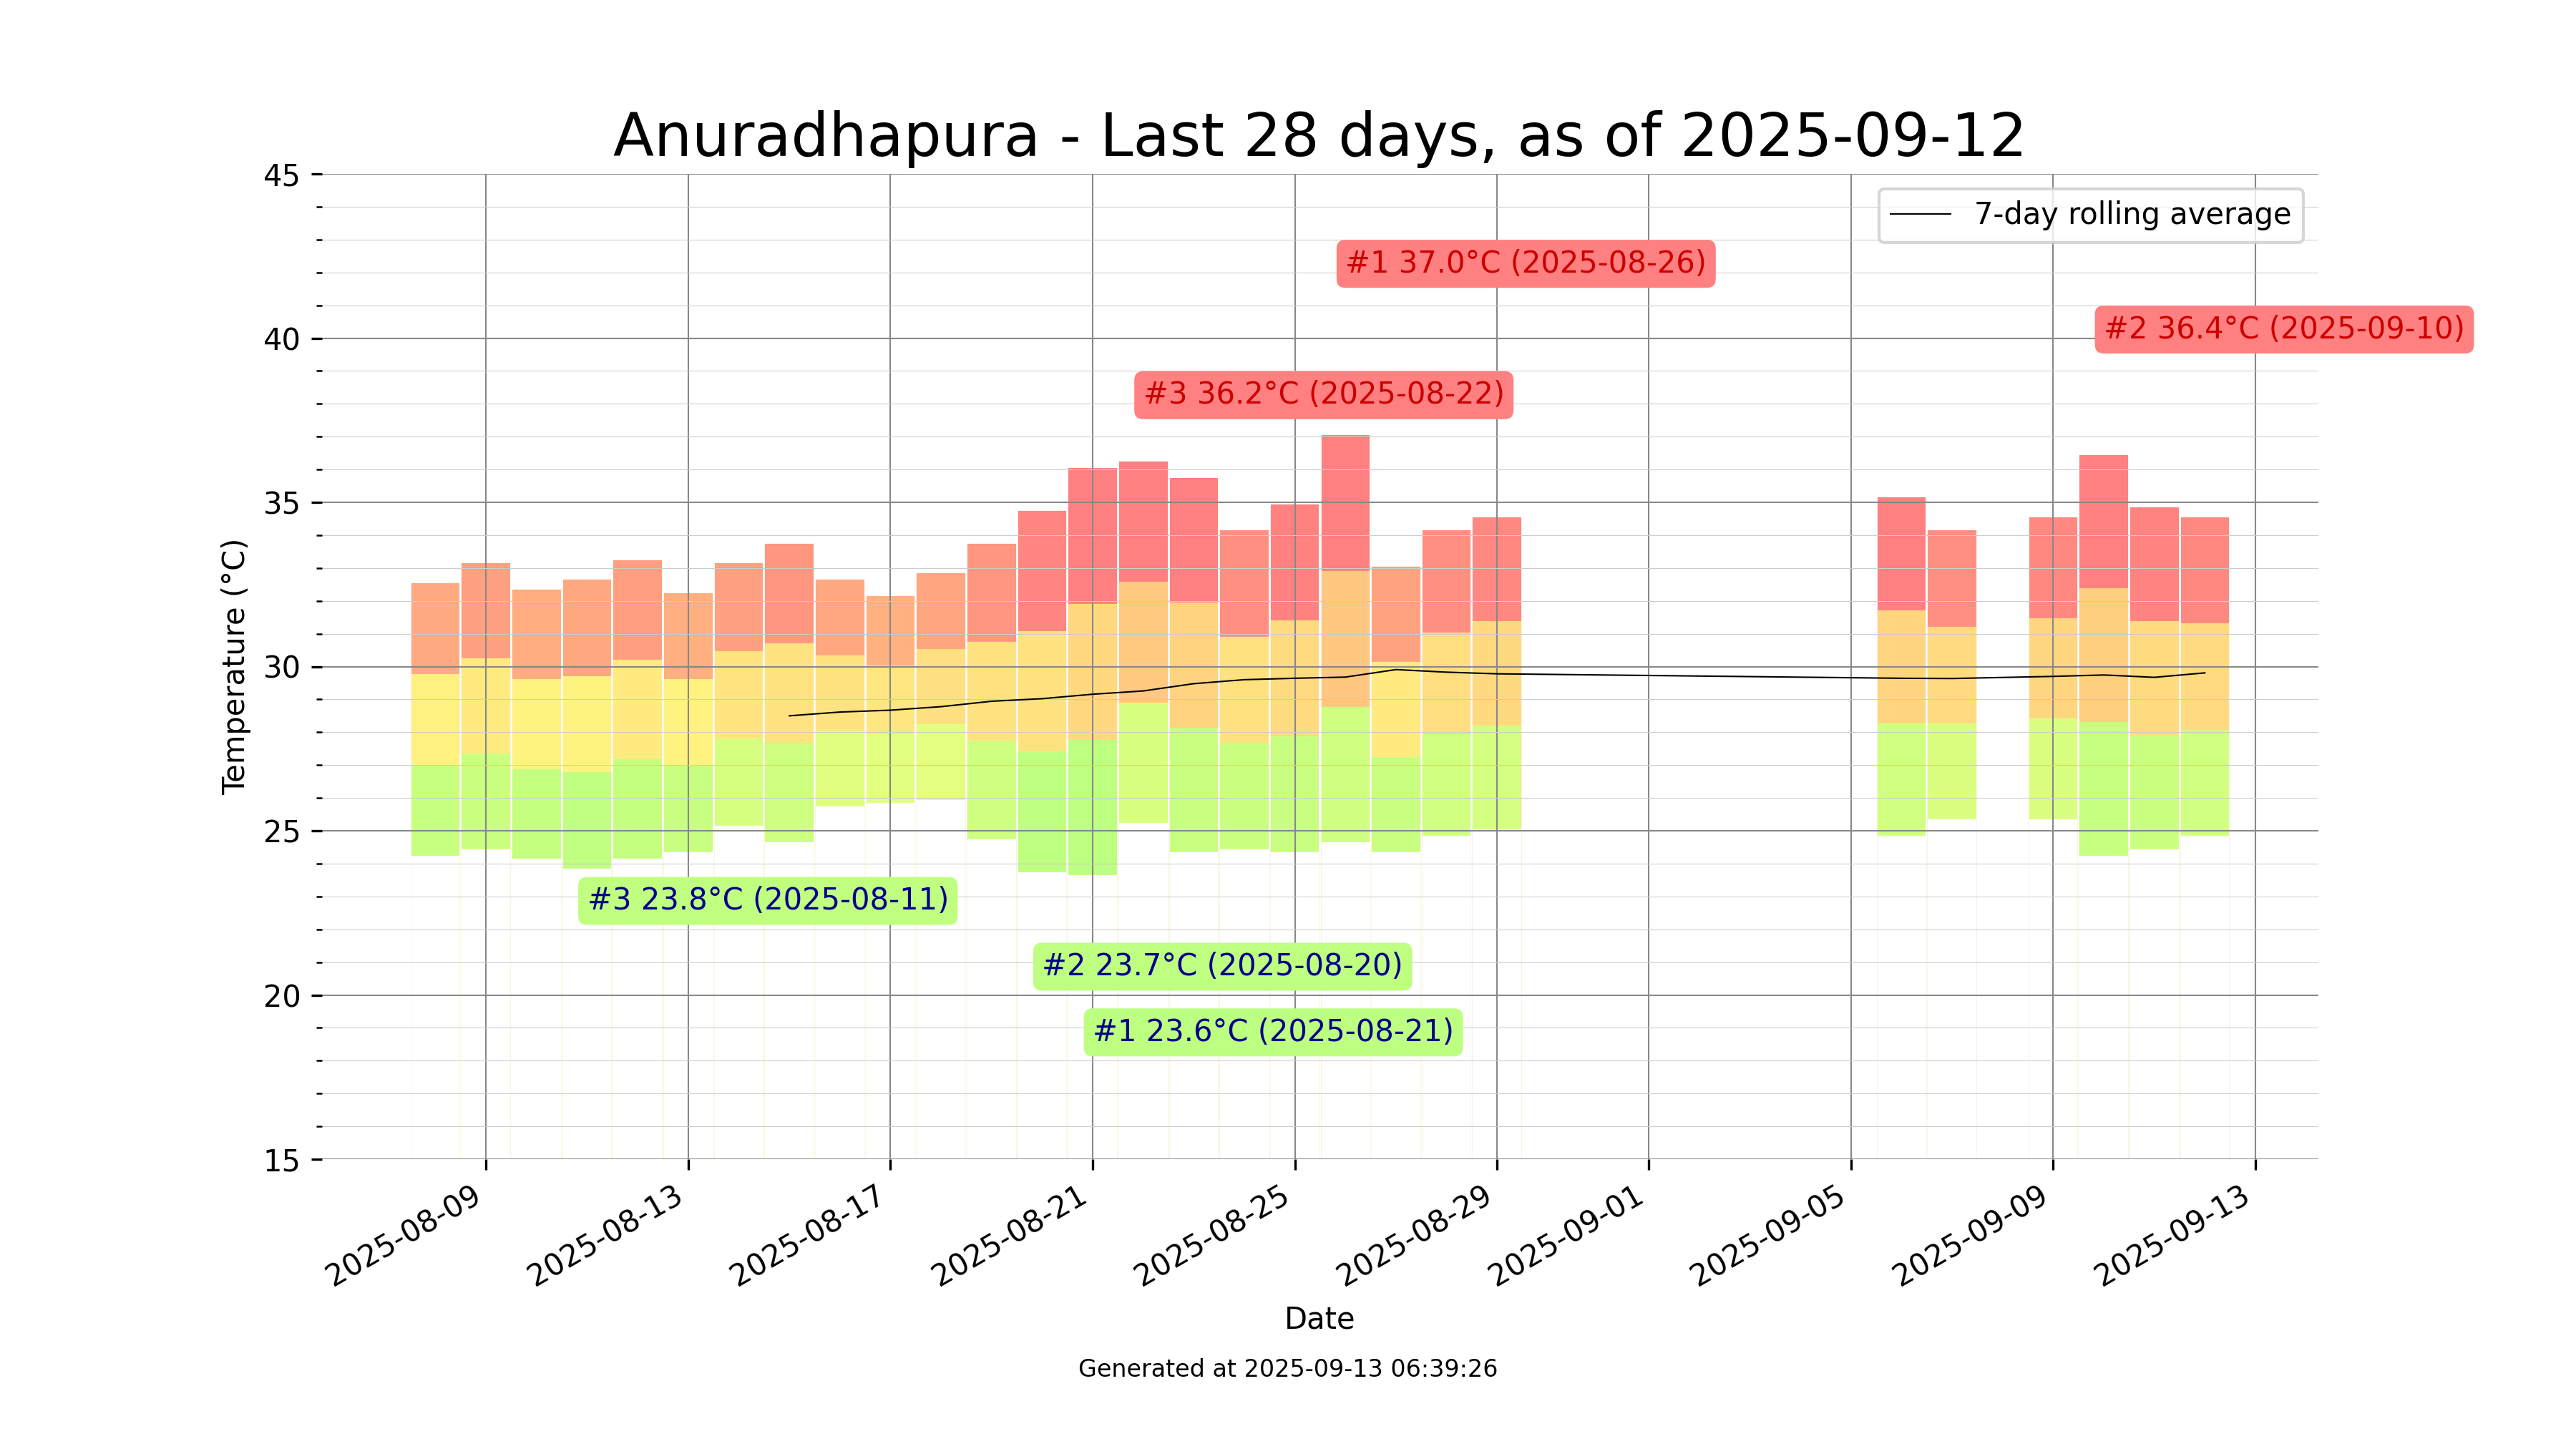 Anuradhapura - Last 28 days, as of 2025-09-12
7-day rolling average
#1 37.0°C (2025-08-26)
#2 36.4°C (2025-09-10)
#3 36.2°C (2025-08-22)
#3 23.8°C (2025-08-11)
#2 23.7°C (2025-08-20)
#1 23.6°C (2025-08-21)
Temperature (°C)
45
40
35
30
25
20
15
2025-08-09
2025-08-13
2025-08-17
2025-08-21
2025-08-25
2025-08-29
2025-09-01
2025-09-05
2025-09-09
2025-09-13
Date
Generated at 2025-09-13 06:39:26